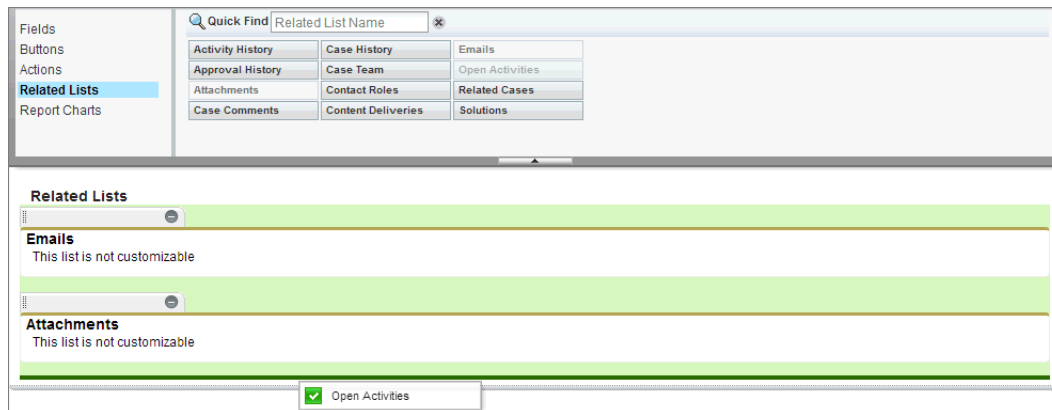 Quick Find Related List Name
Fields
Buttons
Actions
Related Lists
Report Charts
Activity History Case History Emails
Approval History Case Team Open Activities
Attachments Contact Roles Related Cases
Case Comments Content Deliveries Solutions
Related Lists
Emails
This list is not customizable
Attachments
This list is not customizable
Open Activities